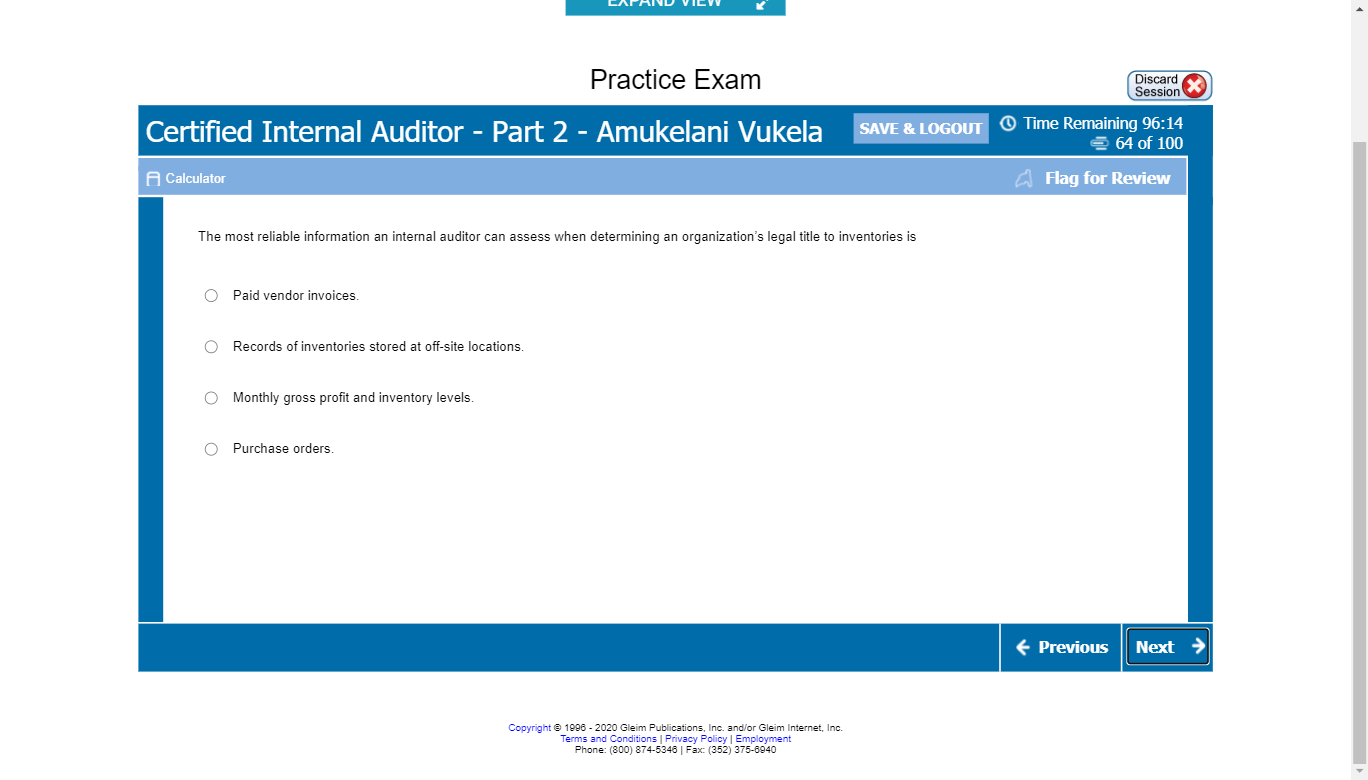 EXPAND VIEW
Practice Exam
Discard
Session
Certified Internal Auditor - Part 2 - Amukelani Vukela
SAVE & LOGOUT
Time Remaining 96:14
64 of 100
Calculator
Flag for Review
The most reliable information an internal auditor can assess when determining an organization's legal title to inventories is
Paid vendor invoices.
Records of inventories stored at off-site locations.
Monthly gross profit and inventory levels.
Purchase orders.
Previous
Next
Copyright © 1996 - 2020 Gleim Publications, Inc. and/or Gleim Internet, Inc.
Terms and Conditions | Privacy Policy | Employment
Phone: (800) 874-5346 | Fax: (352) 375-6940